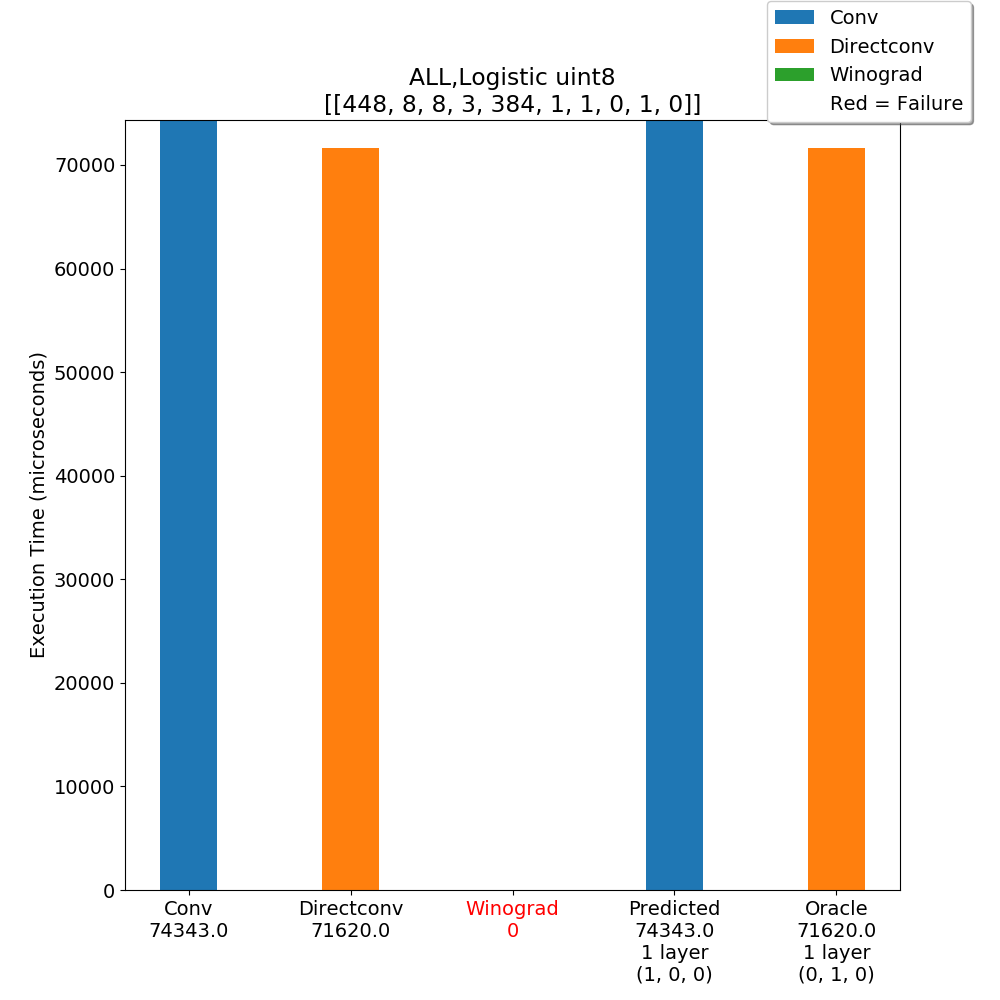 Conv
Directconv
Winograd
Red = Failure
ALL,Logistic uint8
[[448, 8, 8, 3, 384, 1, 1, 0, 1, 0]]
Execution Time (microseconds)
70000
60000
50000
40000
30000
20000
10000
0
Conv
74343.0
Directconv
71620.0
Winograd
0
Predicted
74343.0
1 layer
(1, 0, 0)
Oracle
71620.0
1 layer
(0, 1, 0)